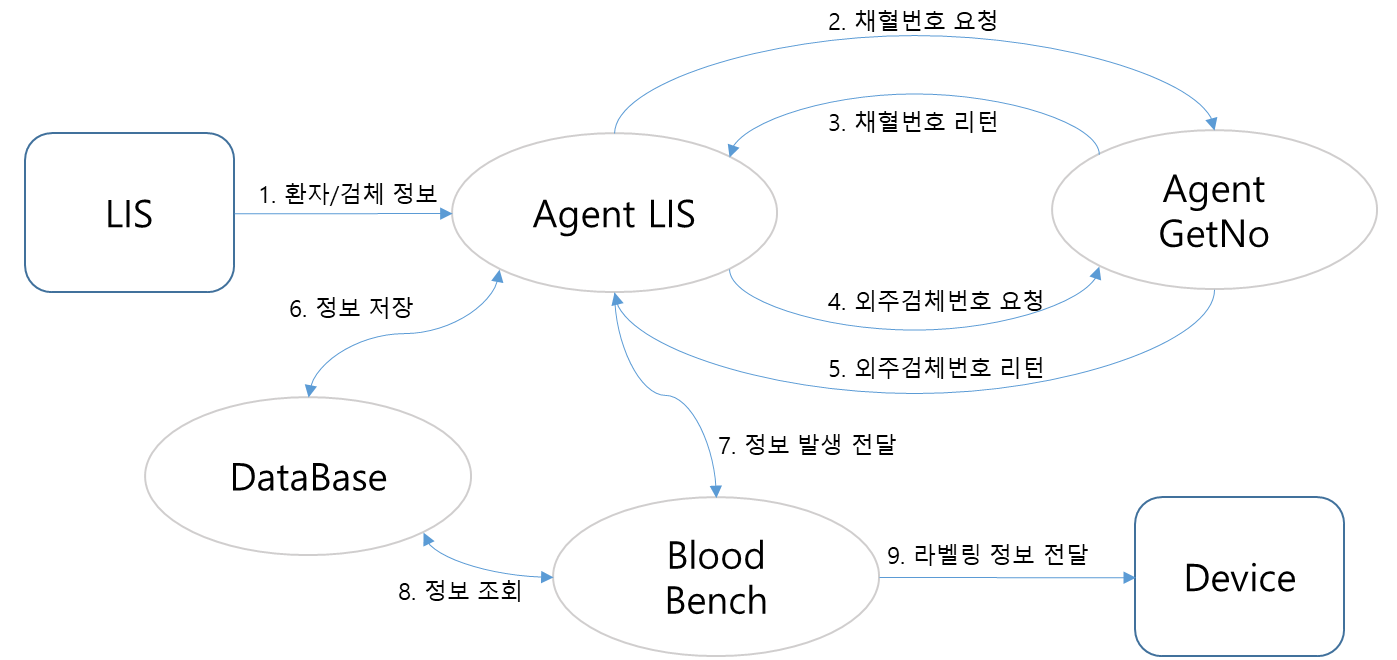 2. 채혈번호 요청
3. 채혈번호 리턴
LIS
1. 환자/검체 정보
Agent LIS
Agent
GetNo
6. 정보 저장
4. 외주검체번호 요청
5. 외주검체번호 리턴
7. 정보 발생 전달
DataBase
8. 정보 조회
Blood
Bench
9. 라벨링 정보 전달
Device